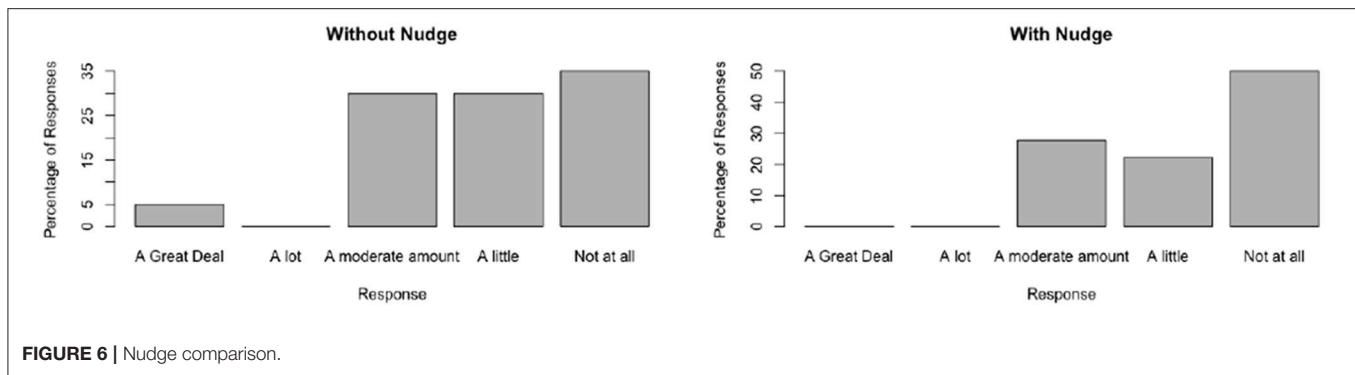 Without Nudge
Percentage of Responses
35
25
15
5
0
A Great Deal A lot A moderate amount A little Not at all
Response
With Nudge
Percentage of Responses
50
40
30
20
10
0
A Great Deal A lot A moderate amount A little Not at all
Response
FIGURE 6 | Nudge comparison.